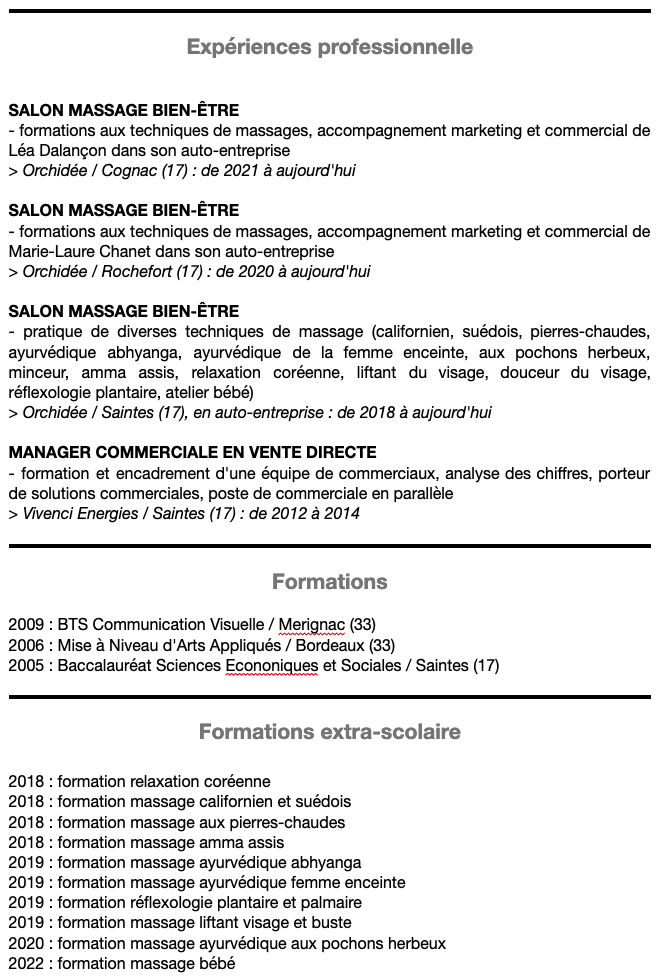 Expériences professionnelle
SALON MASSAGE BIEN-ÊTRE
- formations aux techniques de massages, accompagnement marketing et commercial de
Léa Dalançon dans son auto-entreprise
> Orchidée / Cognac (17) : de 2021 à aujourd'hui
SALON MASSAGE BIEN-ÊTRE
- formations aux techniques de massages, accompagnement marketing et commercial de
Marie-Laure Chanet dans son auto-entreprise
> Orchidée / Rochefort (17) : de 2020 à aujourd'hui
SALON MASSAGE BIEN-ÊTRE
- pratique de diverses techniques de massage (californien, suédois, pierres-chaudes,
ayurvédique abhyanga, ayurvédique de la femme enceinte, aux pochons herbeux,
minceur, amma assis, relaxation coréenne, liftant du visage, douceur du visage,
réflexologie plantaire, atelier bébé)
> Orchidée / Saintes (17), en auto-entreprise : de 2018 à aujourd'hui
MANAGER COMMERCIALE EN VENTE DIRECTE
- formation et encadrement d'une équipe de commerciaux, analyse des chiffres, porteur
de solutions commerciales, poste de commerciale en parallèle
> Vivenci Energies / Saintes (17) : de 2012 à 2014
Formations
2009 : BTS Communication Visuelle / Merignac (33)
2006 : Mise à Niveau d'Arts Appliqués / Bordeaux (33)
2005 : Baccalauréat Sciences Econoniques et Sociales / Saintes (17)
Formations extra-scolaire
2018 : formation relaxation coréenne
2018 : formation massage californien et suédois
2018 : formation massage aux pierres-chaudes
2018 : formation massage amma assis
2019 : formation massage ayurvédique abhyanga
2019 : formation massage ayurvédique femme enceinte
2019 : formation réflexologie plantaire et palmaire
2019 : formation massage liftant visage et buste
2020 : formation massage ayurvédique aux pochons herbeux
2022 : formation massage bébé